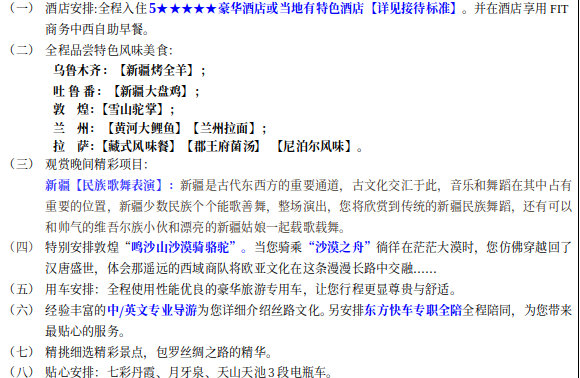 （一） 酒店安排:全程入住 5★★★★★豪华酒店或当地有特色酒店【详见接待标准】。并在酒店享用 FIT
商务中西自助早餐。
（二） 全程品尝特色风味美食:
乌鲁木齐: 【新疆烤全羊】;
吐 鲁 番: 【新疆大盘鸡】;
敦 煌:【雪山驼掌】;
兰 州: 【黄河大鲤鱼】【兰州拉面】;
拉 萨:【藏式风味餐】【郡王府菌汤】 【尼泊尔风味】。
（三） 观赏晚间精彩项目:
新疆【民族歌舞表演】: 新疆是古代东西方的重要通道, 古文化交汇于此, 音乐和舞蹈在其中占有
重要的位置, 新疆少数民族个个能歌善舞, 整场演出, 您将欣赏到传统的新疆民族舞蹈, 还有可以
和帅气的维吾尔族小伙和漂亮的新疆姑娘一起载歌载舞。
（四） 特别安排敦煌“鸣沙山沙漠骑骆驼”。当您骑乘“沙漠之舟”徜徉在茫茫大漠时, 您仿佛穿越回了
汉唐盛世, 体会那遥远的西域商队将欧亚文化在这条漫漫长路中交融……
（五） 用车安排: 全程使用性能优良的豪华旅游专用车, 让您行程更显尊贵与舒适。
（六） 经验丰富的中/英文专业导游为您详细介绍丝路文化。另安排东方快车专职全陪全程陪同, 为您带来
最贴心的服务。
（七） 精挑细选精彩景点, 包罗丝绸之路的精华。
（八） 贴心安排: 七彩丹霞、月牙泉、天山天池 3 段电瓶车。